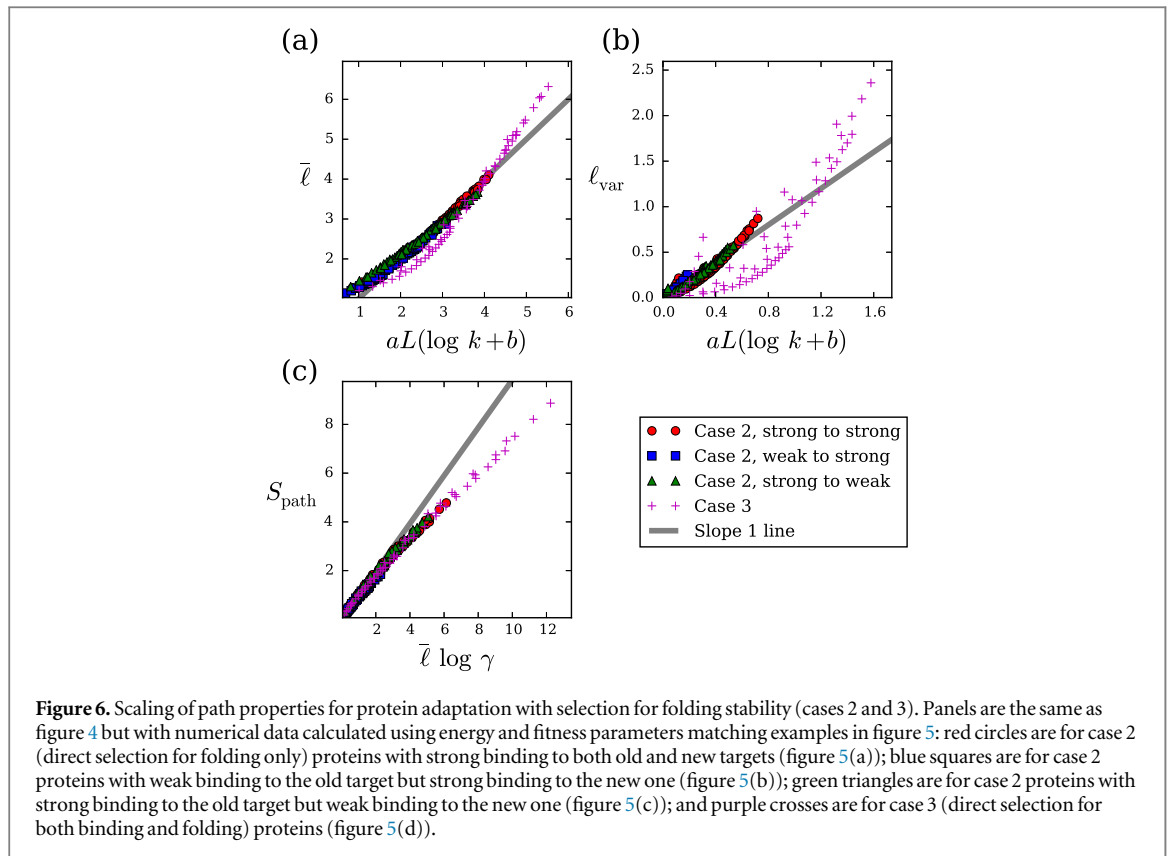 (a)
(b)
6
5
4
3
2
ℓ̄
1 2 3 4 5 6
aL(log k+b)
2.5
2.0
1.5
1.0
0.5
0.0
ℓvar
0.0 0.4 0.8 1.2 1.6
aL(log k+b)
(c)
8
6
4
2
Spath
2 4 6 8 10 12
ℓ̄ log γ
Case 2, strong to strong
Case 2, weak to strong
Case 2, strong to weak
Case 3
Slope 1 line
Figure 6. Scaling of path properties for protein adaptation with selection for folding stability (cases 2 and 3). Panels are the same as
figure 4 but with numerical data calculated using energy and fitness parameters matching examples in figure 5: red circles are for case 2
(direct selection for folding only) proteins with strong binding to both old and new targets (figure 5(a)); blue squares are for case 2
proteins with weak binding to the old target but strong binding to the new one (figure 5(b)); green triangles are for case 2 proteins with
strong binding to the old target but weak binding to the new one (figure 5(c)); and purple crosses are for case 3 (direct selection for
both binding and folding) proteins (figure 5(d)).